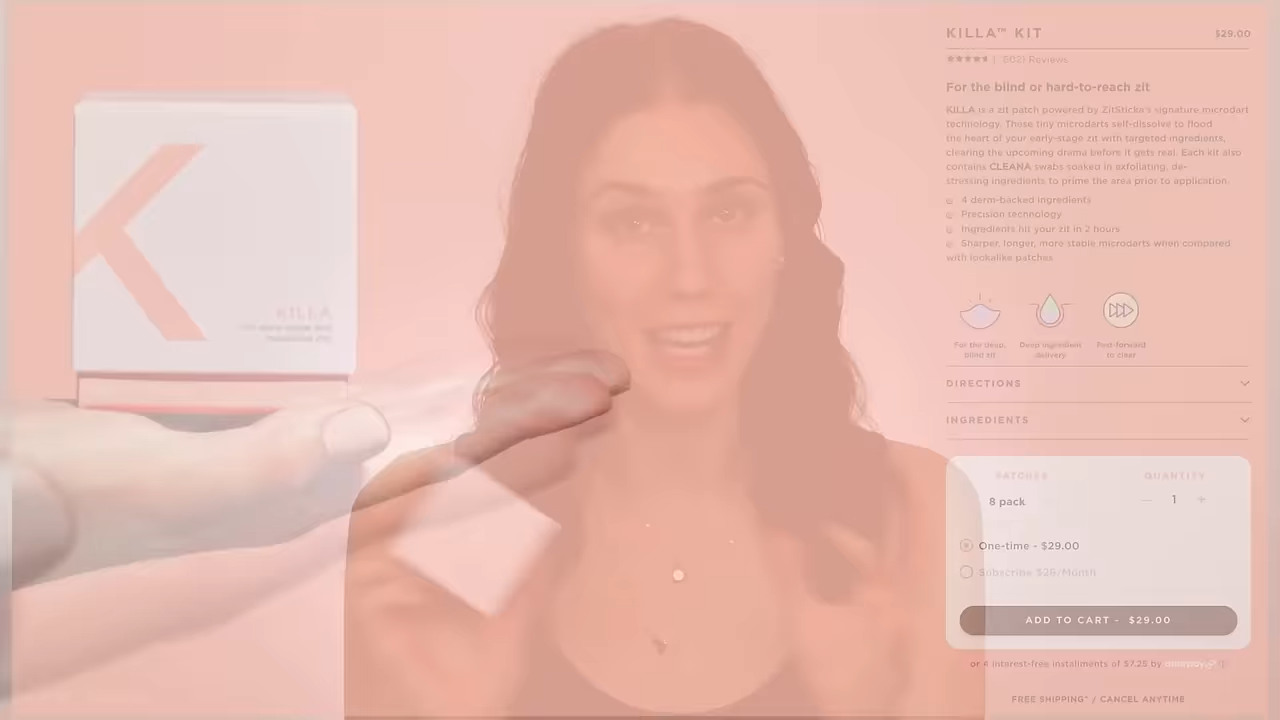 K
KILLA
KILLA™ KIT
$29.00
| (602) Reviews
For the blind or hard-to-reach zit
KILLA is a zit patch powered by ZitSticka's signature microdart
technology. These tiny microdarts self-dissolve to flood
the heart of your early-stage zit with targeted ingredients,
clearing the upcoming drama before it gets real. Each kit also
contains CLEANA swabs soaked in exfoliating, de-
stressing ingredients to prime the area prior to application.
4 derm-backed ingredients
Precision technology
Ingredients hit your zit in 2 hours
Sharper, longer, more stable microdarts when compared
with lookalike patches
For the deep,
blind zit
Deep ingredient
delivery
Fast-forward
to clear
DIRECTIONS
INGREDIENTS
PATCHES
QUANTITY
8 pack
— 1 +
One-time - $29.00
Subscribe $26/Month
ADD TO CART - $29.00
or 4 interest-free installments of $7.25 by afterpay
FREE SHIPPING* / CANCEL ANYTIME